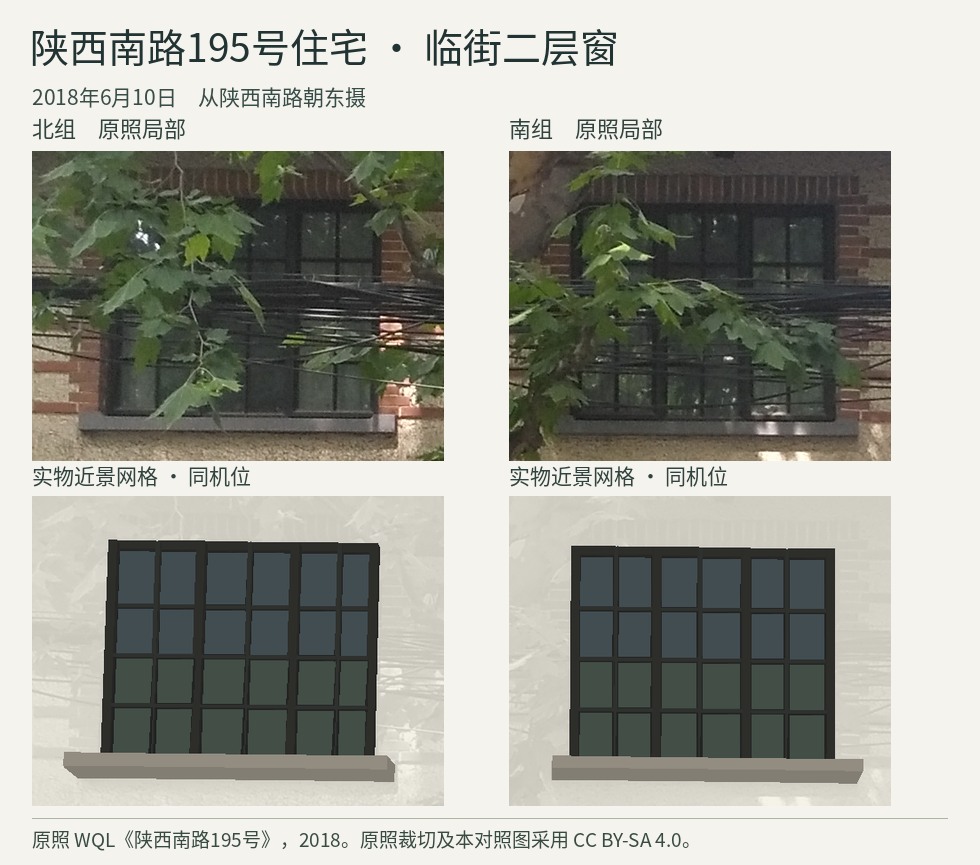 陕西南路195号住宅 · 临街二层窗
2018年6月10日 从陕西南路朝东摄
北组 原照局部
南组 原照局部
实物近景网格 · 同机位
实物近景网格 · 同机位
原照 WQL《陕西南路195号》，2018。原照裁切及本对照图采用 CC BY-SA 4.0。